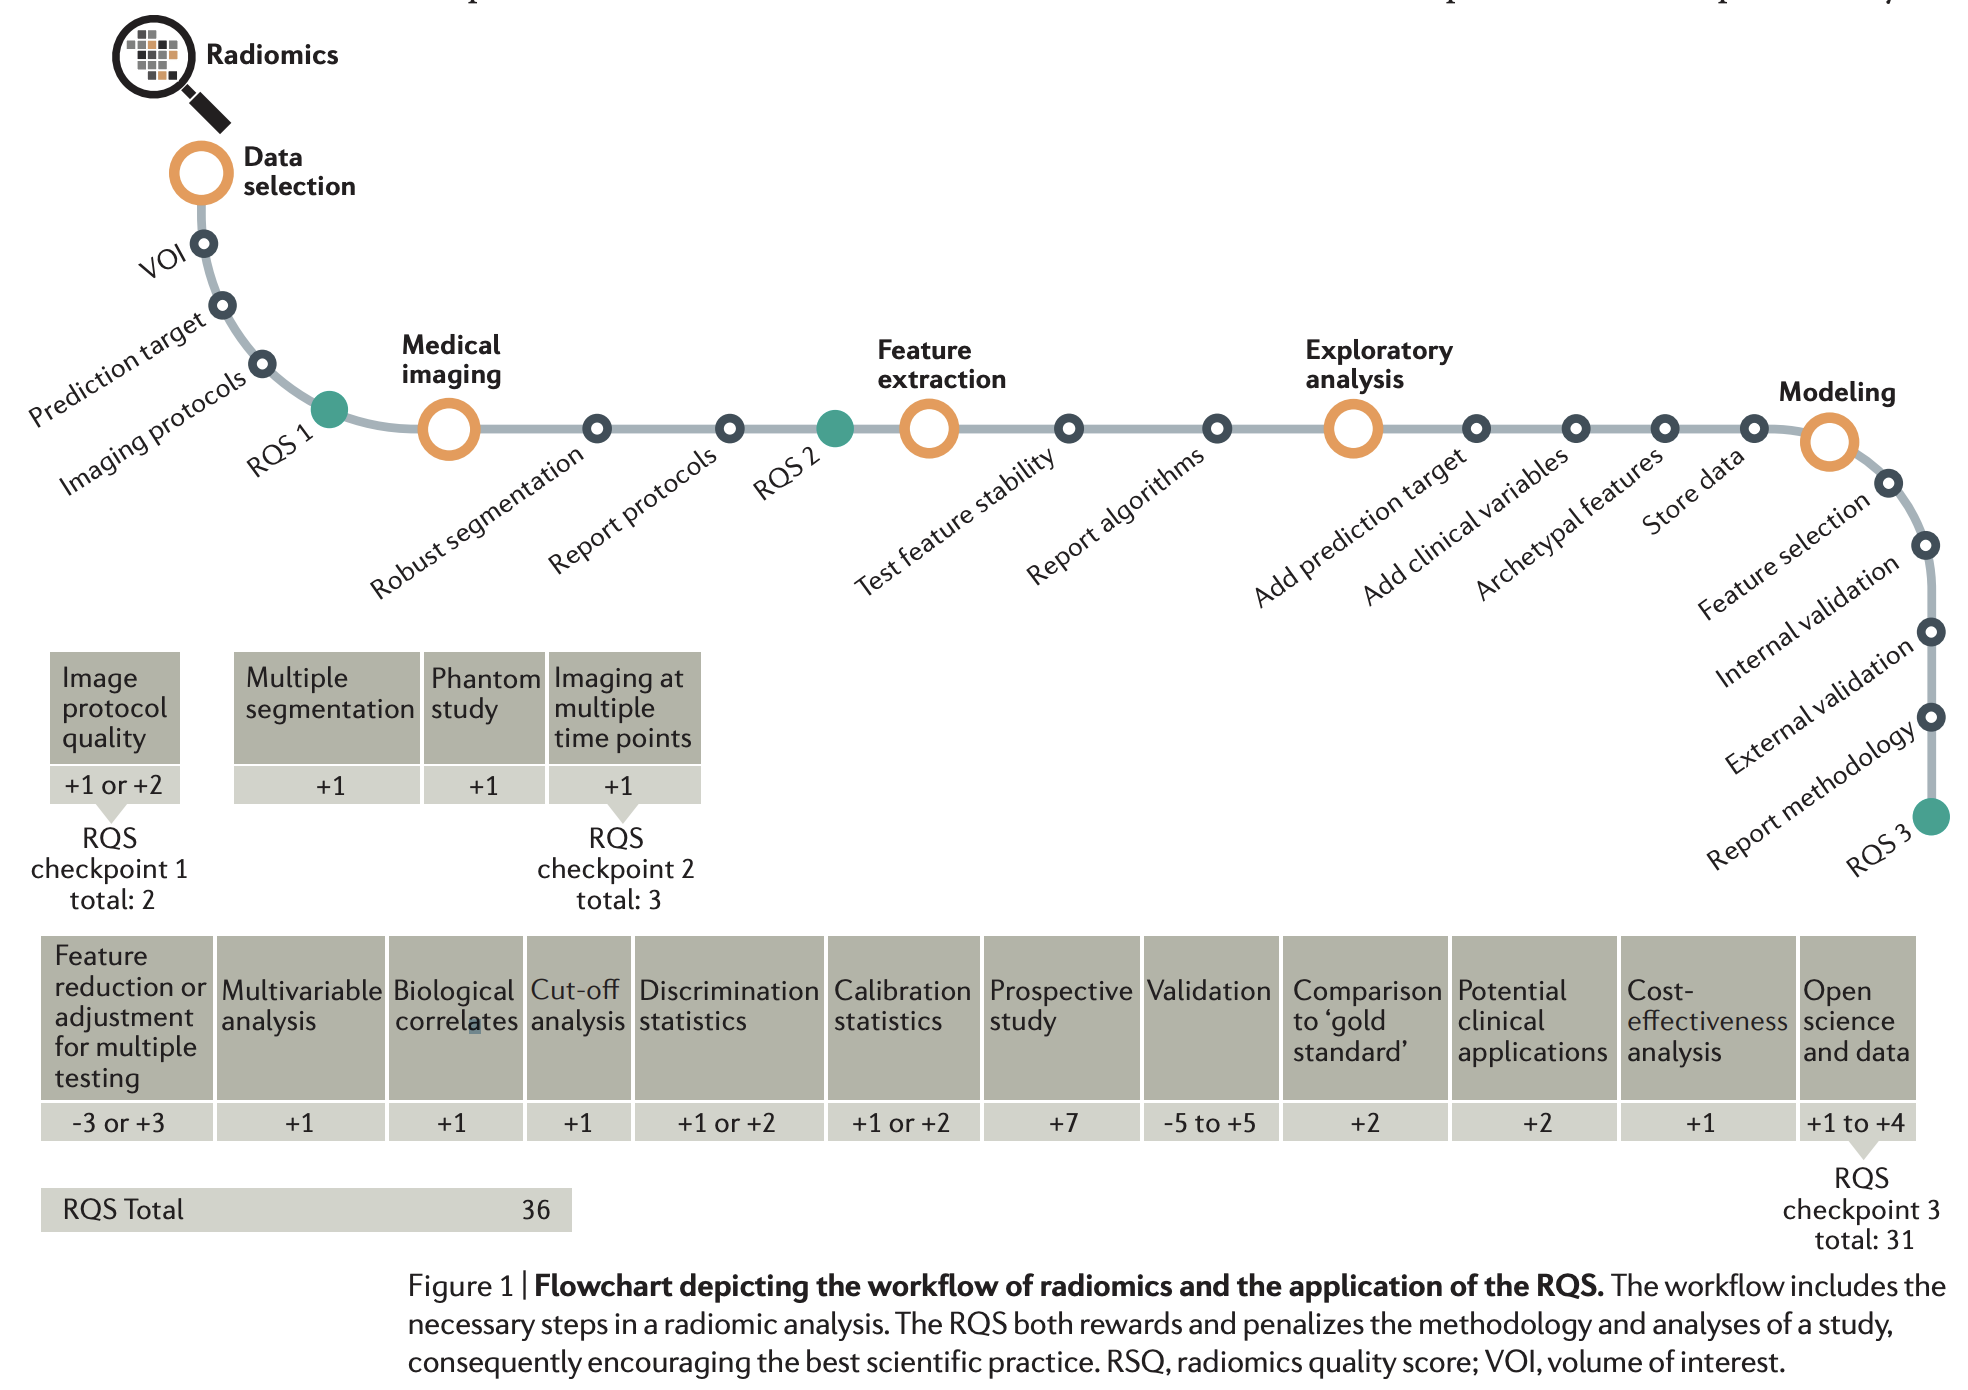 Radiomics
Data
selection
VOI
Prediction target
Imaging protocols
RQS 1
Medical
imaging
Robust segmentation
Report protocols
RQS 2
Feature
extraction
Test feature stability
Report algorithms
Exploratory
analysis
Add prediction target
Add clinical variables
Archetypal features
Store data
Modeling
Feature selection
Internal validation
External validation
Report methodology
RQS 3
Image
protocol
quality
+1 or +2
RQS
checkpoint 1
total: 2
Multiple
segmentation
+1
Phantom
study
+1
Imaging at
multiple
time points
+1
RQS
checkpoint 2
total: 3
Feature
reduction or
adjustment
for multiple
testing
-3 or +3
Multivariable
analysis
+1
Biological
correlates
+1
Cut-off
analysis
+1
Discrimination
statistics
+1 or +2
Calibration
statistics
+1 or +2
Prospective
study
+7
Validation
-5 to +5
Comparison
to ‘gold
standard’
+2
Potential
clinical
applications
+2
Cost-
effectiveness
analysis
+1
Open
science
and data
+1 to +4
RQS
checkpoint 3
total: 31
RQS Total 36
Figure 1 | Flowchart depicting the workflow of radiomics and the application of the RQS. The workflow includes the
necessary steps in a radiomic analysis. The RQS both rewards and penalizes the methodology and analyses of a study,
consequently encouraging the best scientific practice. RSQ, radiomics quality score; VOI, volume of interest.